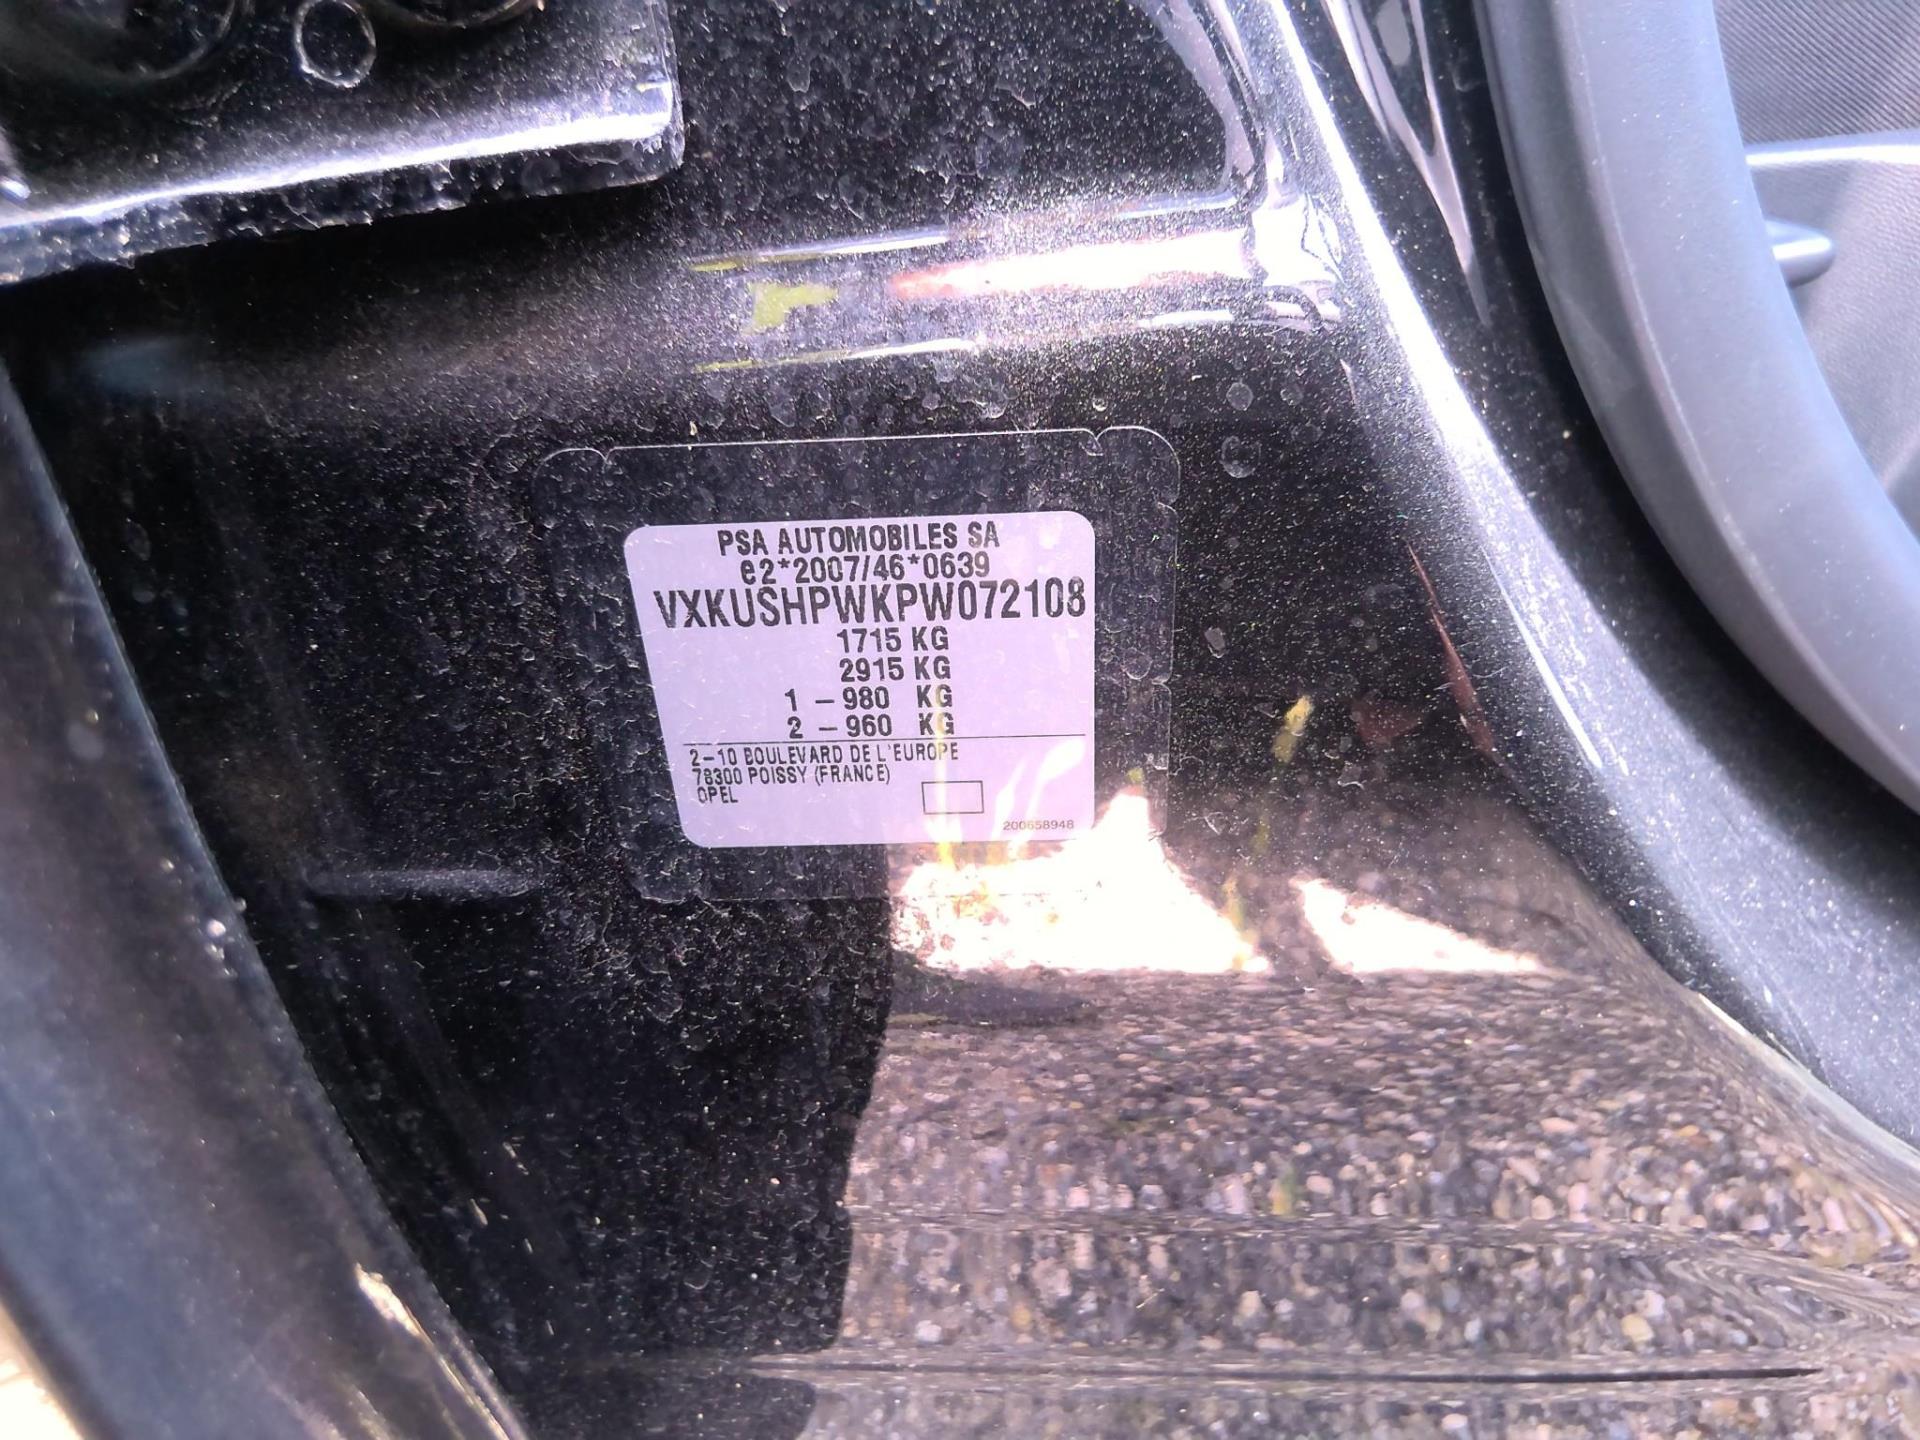 PSA AUTOMOBILES SA
e2*2007/46*0639
VXKUSHPWKPW072108
1715 KG
2915 KG
1 - 980 KG
2 - 960 KG
2-10 BOULEVARD DE L'EUROPE
78300 POISSY (FRANCE)
OPEL
200658948